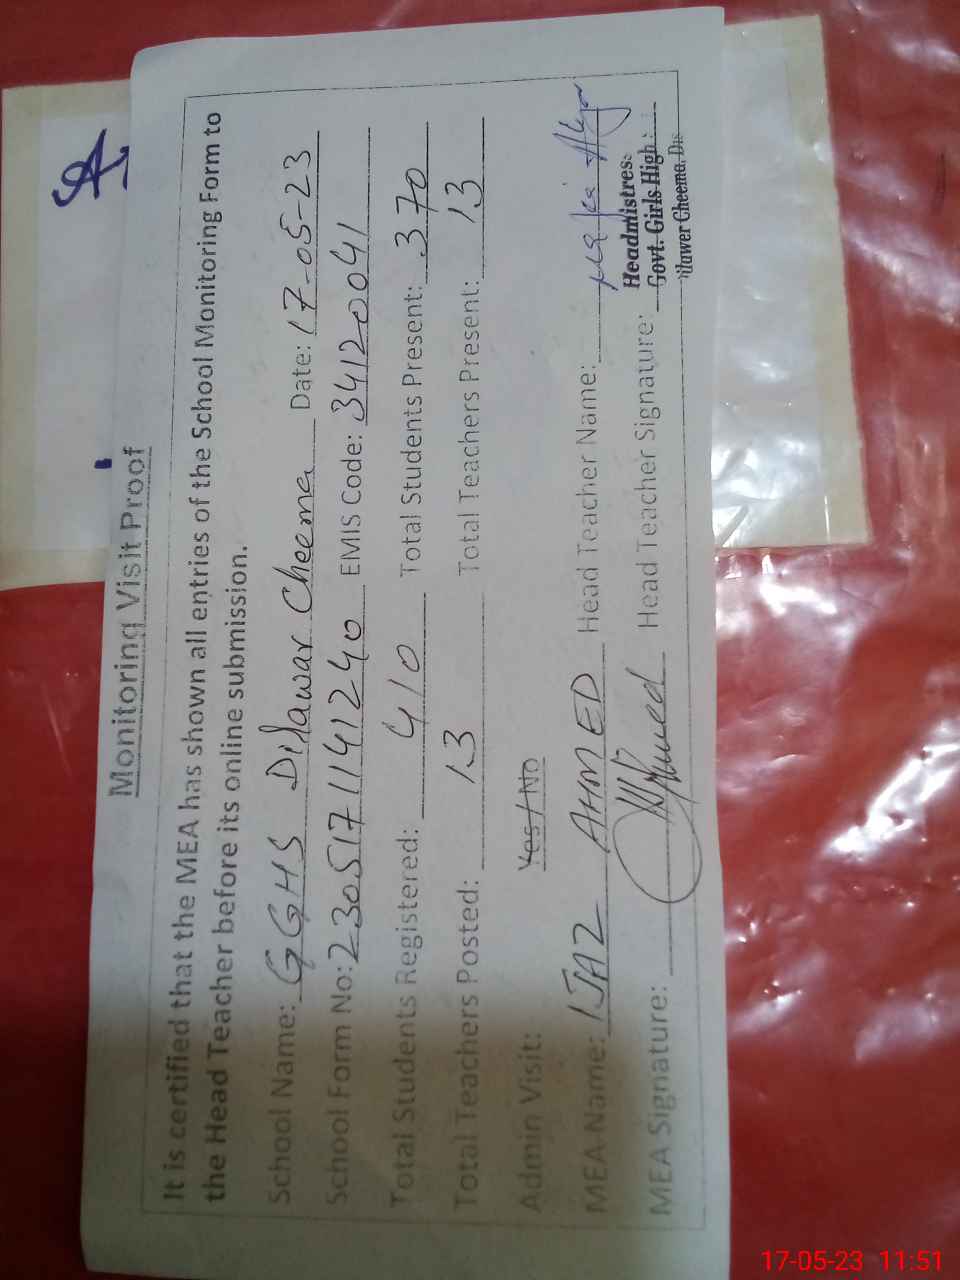 Monitoring Visit Proof
It is certified that the MEA has shown all entries of the School Monitoring Form to
the Head Teacher before its online submission.
School Name: GGHS Dilawar Cheema Date: 17-05-23
School Form No: 230517114124 0 EMIS Code: 34120041
Total Students Registered: 410 Total Students Present: 370
Total Teachers Posted: 13 Total Teachers Present: 13
Admin Visit: Yes / No
MEA Name: IJAZ AHMED Head Teacher Name:
MEA Signature: Head Teacher Signature:
Headmistres
Govt. Girls High
Cheema, Dis
17-05-23 11:51